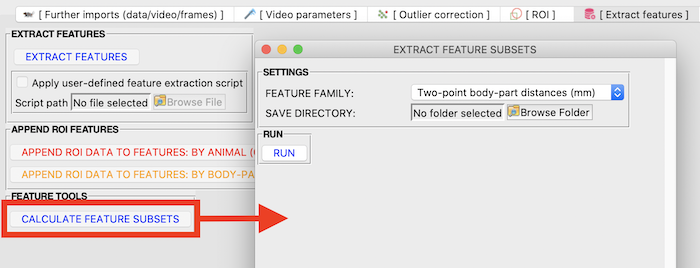 [ Further imports (data/video/frames) ]
[ Video parameters ]
[ Outlier correction ]
[ ROI ]
[ Extract features ]
EXTRACT FEATURES
EXTRACT FEATURES
Apply user-defined feature extraction script
Script path No file selected Browse File
APPEND ROI FEATURES
APPEND ROI DATA TO FEATURES: BY ANIMAL (
APPEND ROI DATA TO FEATURES: BY BODY-PA
FEATURE TOOLS
CALCULATE FEATURE SUBSETS
EXTRACT FEATURE SUBSETS
SETTINGS
FEATURE FAMILY: Two-point body-part distances (mm)
SAVE DIRECTORY: No folder selected Browse Folder
RUN
RUN